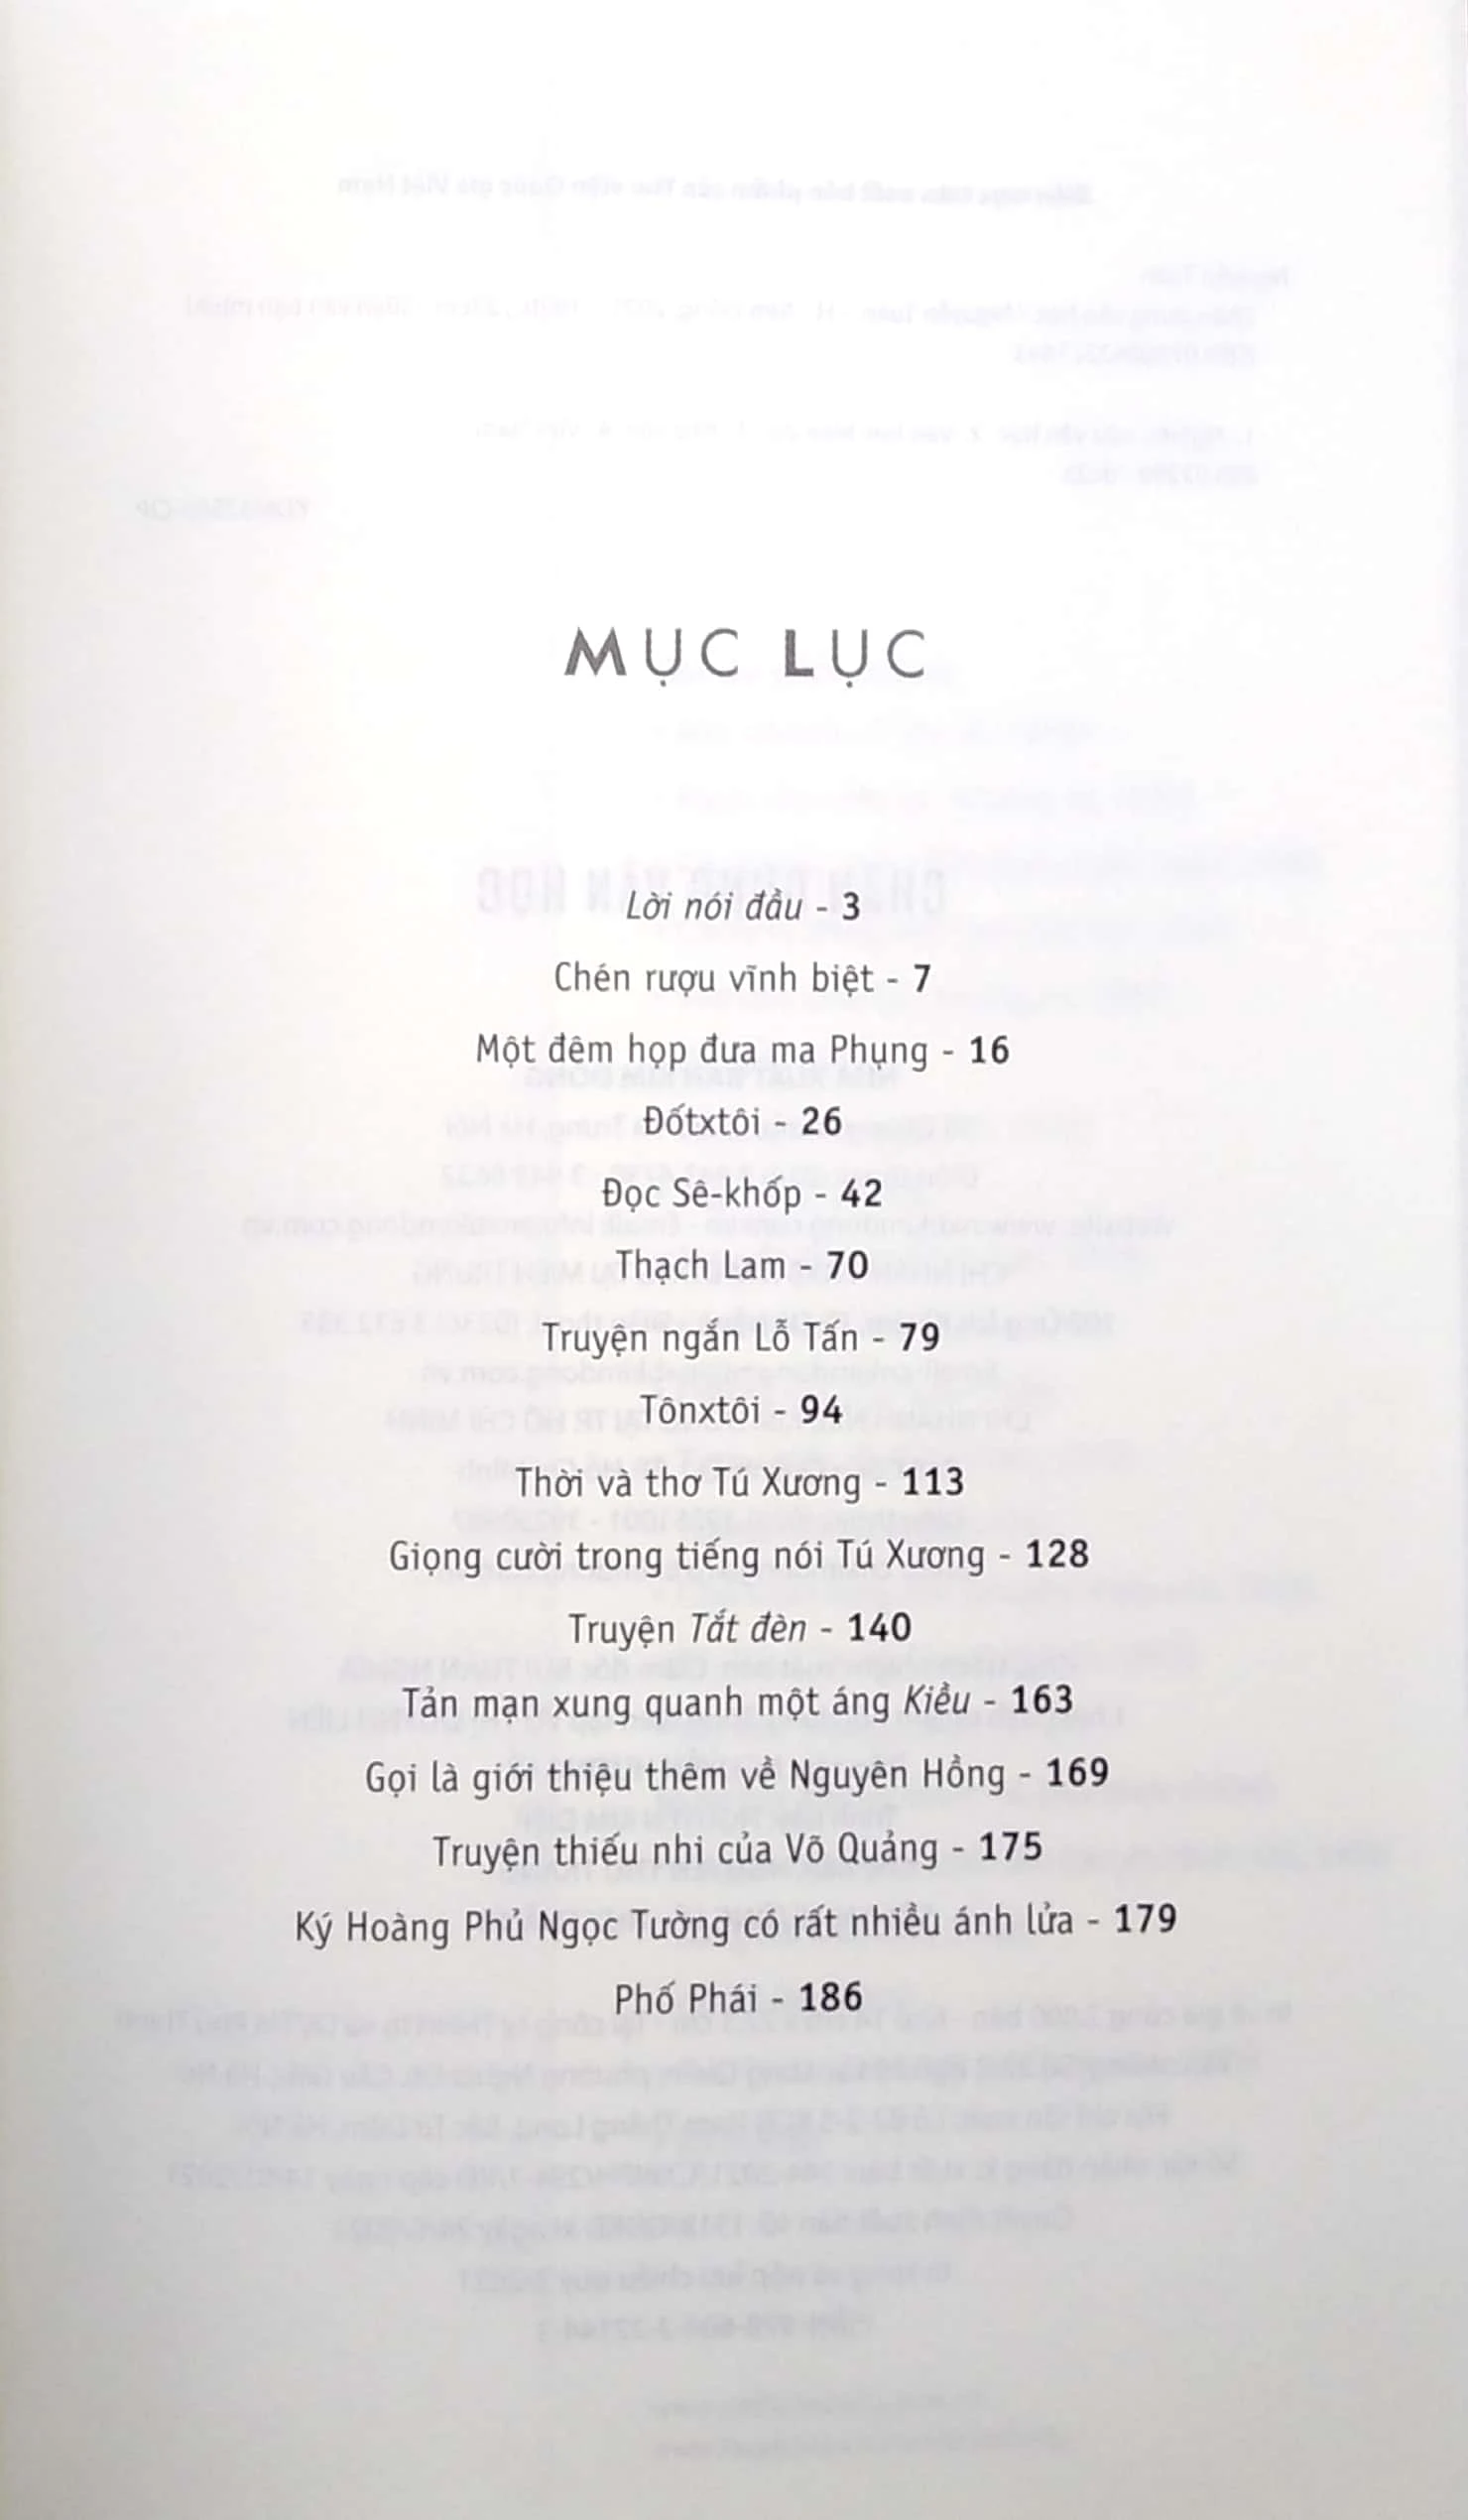 MỤC LỤC
Lời nói đầu - 3
Chén rượu vĩnh biệt - 7
Một đêm họp đưa ma Phụng - 16
Đốtxtôi - 26
Đọc Sê-khốp - 42
Thạch Lam - 70
Truyện ngắn Lỗ Tấn - 79
Tônxtôi - 94
Thời và thơ Tú Xương - 113
Giọng cười trong tiếng nói Tú Xương - 128
Truyện Tắt đèn - 140
Tản mạn xung quanh một áng Kiều - 163
Gọi là giới thiệu thêm về Nguyên Hồng - 169
Truyện thiếu nhi của Võ Quảng - 175
Ký Hoàng Phủ Ngọc Tường có rất nhiều ánh lửa - 179
Phố Phái - 186